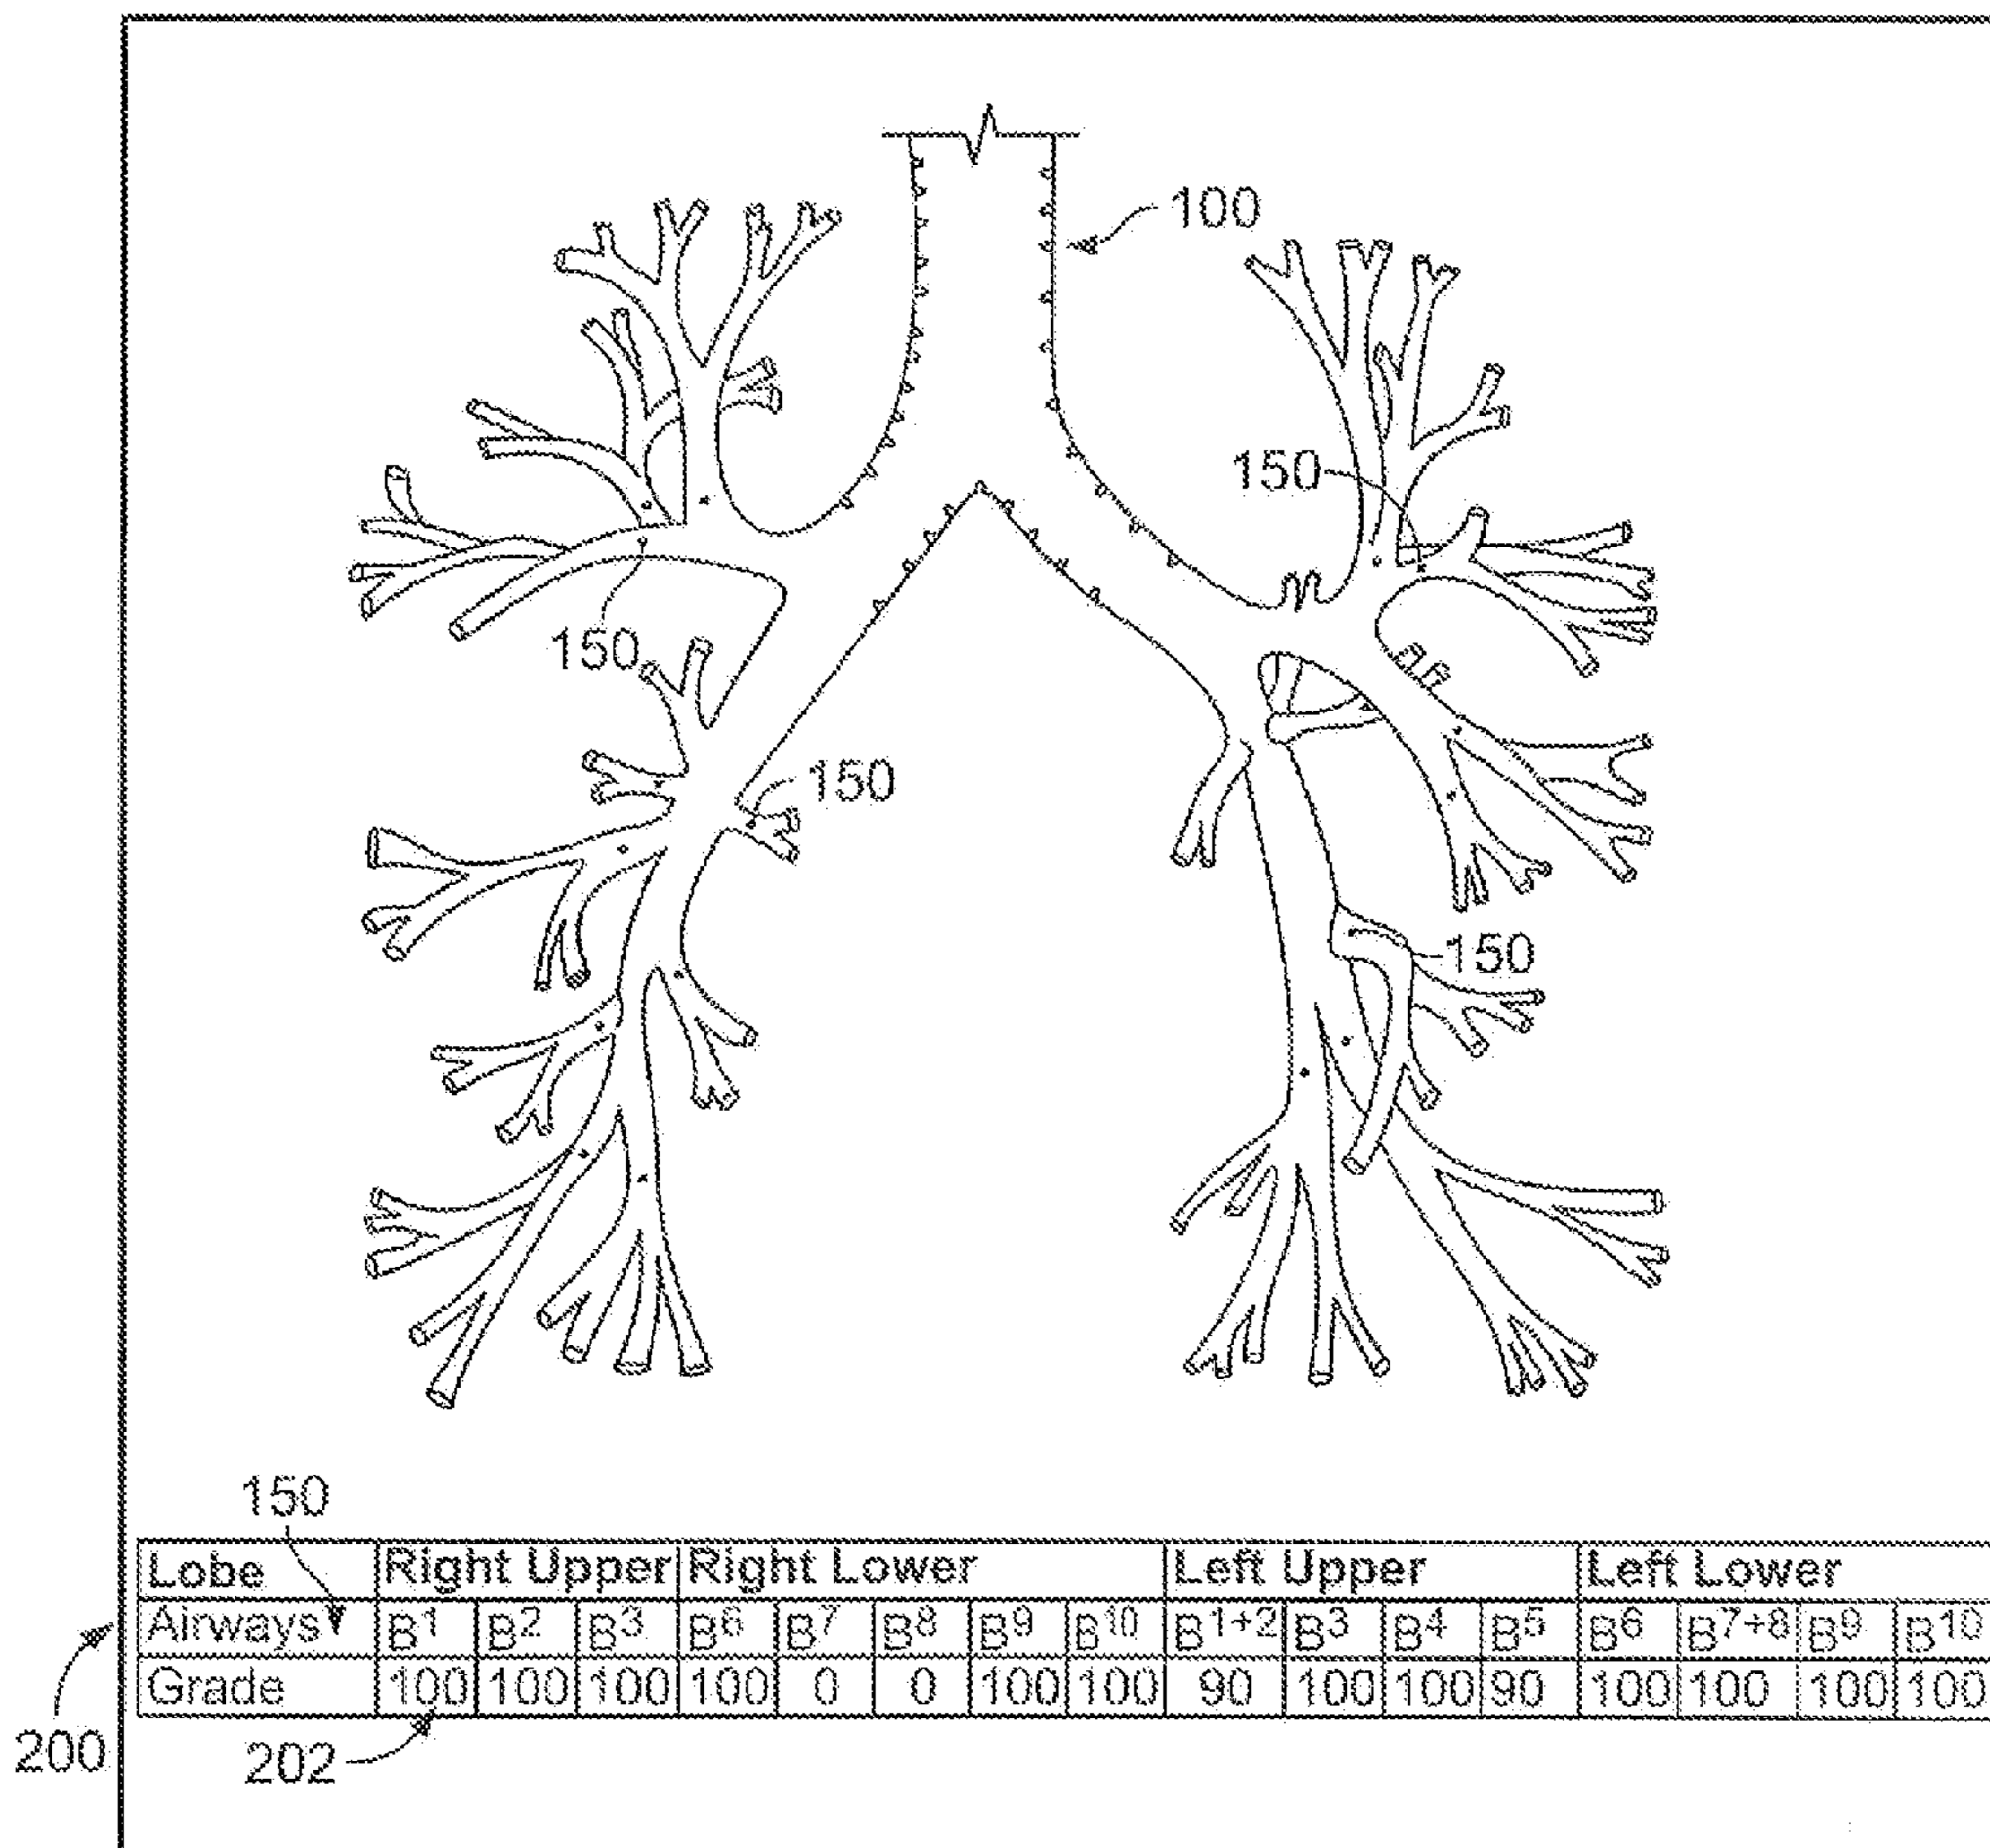 100
150
150
150
150
150
Lobe Right Upper Right Lower Left Upper Left Lower
Airways B1 B2 B3 B6 B7 B8 B9 B10 B1+2 B3 B4 B5 B6 B7+8 B9 B10
Grade 100 100 100 100 0 0 100 100 90 100 100 90 100 100 100 100
200
202